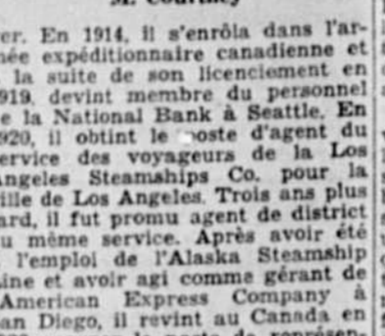 M. Courtney
er. En 1914, il s'enrôla dans l'ar-
née expéditionnaire canadienne et
la suite de son licenciement en
919, devint membre du personnel
e la National Bank à Seattle. En
920, il obtint le poste d'agent du
ervice des voyageurs de la Los
ngeles Steamships Co. pour la
ille de Los Angeles. Trois ans plus
ard, il fut promu agent de district
u même service. Après avoir été
l'emploi de l'Alaska Steamship
ine et avoir agi comme gérant de
American Express Company à
an Diego, il revint au Canada en